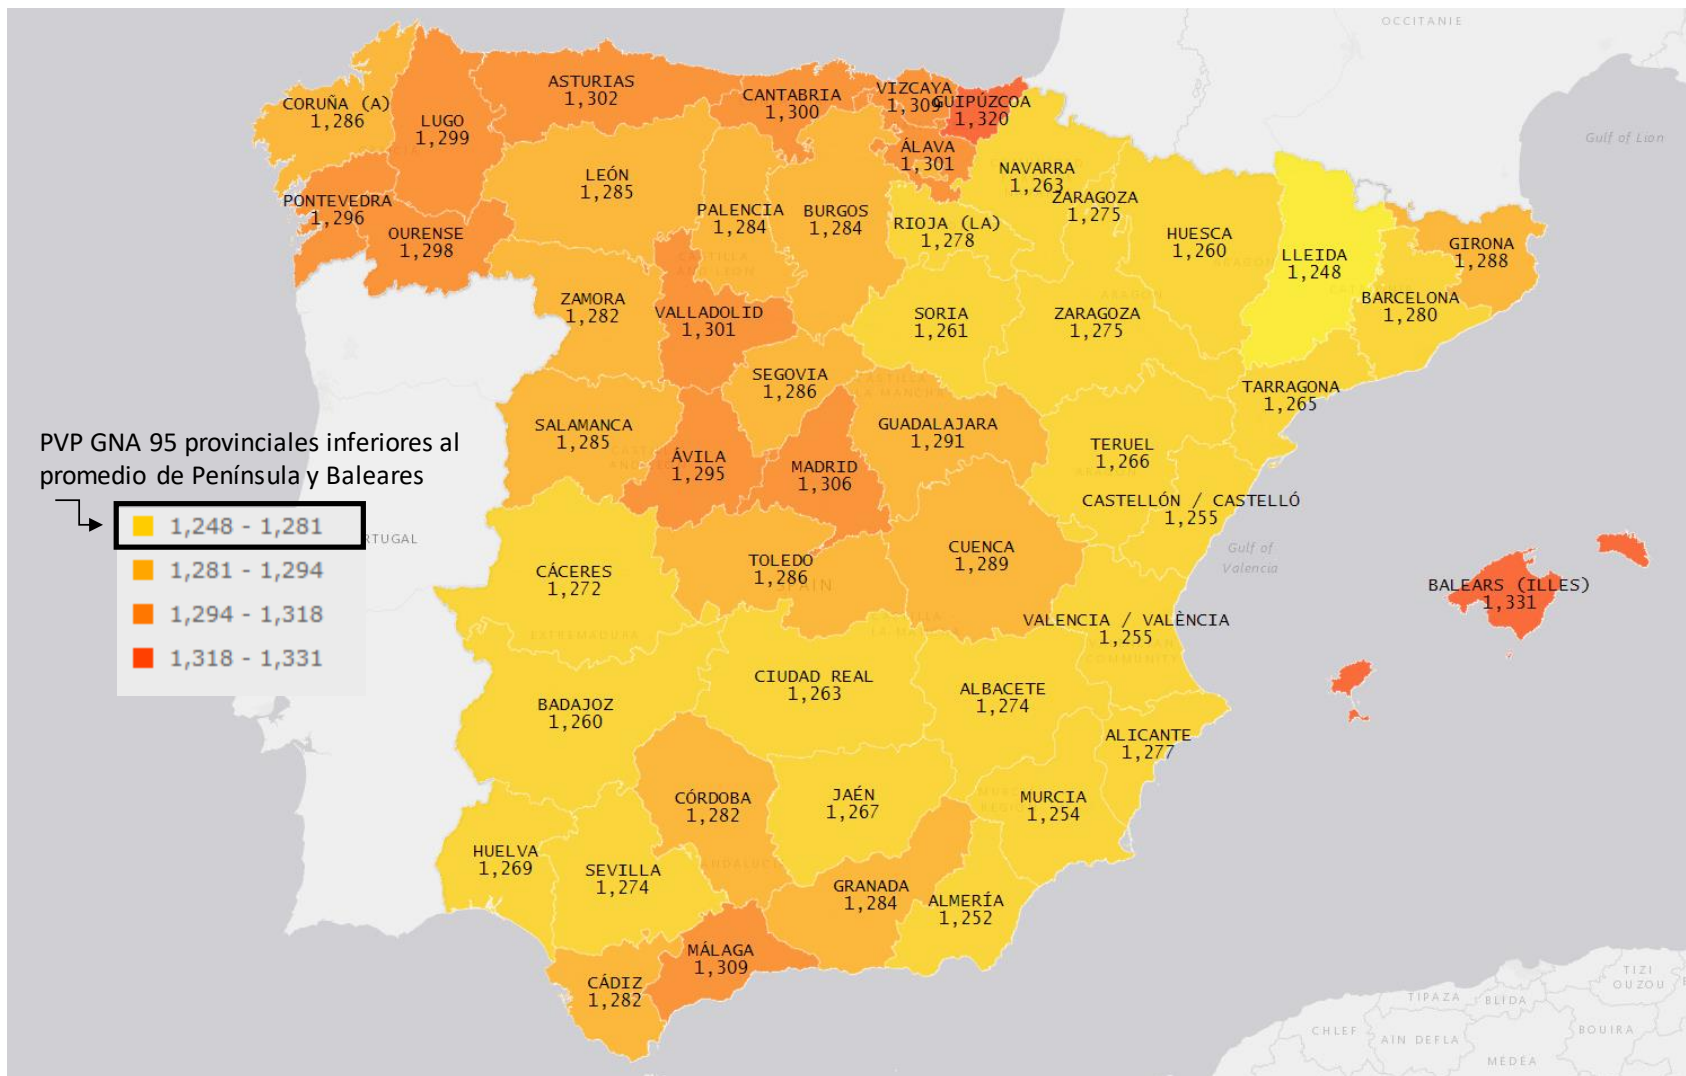 OCCITANIE
ASTURIAS
1,302
CANTABRIA
1,300
VIZCAYA
1,309
GUIPÚZCOA
1,320
CORUÑA (A)
1,286
LUGO
1,299
ÁLAVA
1,301
Gulf of Lion
LEÓN
1,285
NAVARRA
1,263
ZARAGOZA
1,275
PONTEVEDRA
1,296
PALENCIA
1,284
BURGOS
1,284
RIOJA (LA)
1,278
OURENSE
1,298
HUESCA
1,260
LLEIDA
1,248
GIRONA
1,288
ZAMORA
1,282
VALLADOLID
1,301
SORIA
1,261
ZARAGOZA
1,275
BARCELONA
1,280
SEGOVIA
1,286
TARRAGONA
1,265
SALAMANCA
1,285
GUADALAJARA
1,291
PVP GNA 95 provinciales inferiores al
promedio de Península y Baleares
ÁVILA
1,295
MADRID
1,306
TERUEL
1,266
CASTELLÓN / CASTELLÓ
1,255
1,248 - 1,281
1,281 - 1,294
1,294 - 1,318
1,318 - 1,331
RTUGAL
Gulf of
Valencia
CÁCERES
1,272
TOLEDO
1,286
SPAIN
CUENCA
1,289
BALEARS (ILLES)
1,331
EXTREMADURA
VALENCIA / VALÈNCIA
1,255
COMMUNITY
BADAJOZ
1,260
CIUDAD REAL
1,263
ALBACETE
1,274
ALICANTE
1,277
CÓRDOBA
1,282
JAÉN
1,267
MURCIA
1,254
HUELVA
1,269
SEVILLA
1,274
GRANADA
1,284
ALMERÍA
1,252
MÁLAGA
1,309
CÁDIZ
1,282
TIZI
OUZOU
TIPAZA
BLIDA
CHLEF
AIN DEFLA
BOUIRA
MÉDÉA